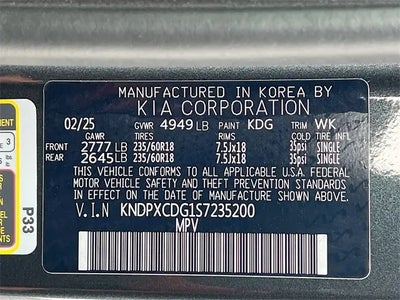 MANUFACTURED IN KOREA BY
KIA CORPORATION
02/25 GVWR 4949 LB PAINT KDG TRIM WK
GAWR TIRES RIMS COLD TIRE INFLATION
FRONT 2777 LB 235/60R18 7.5Jx18 35psi SINGLE
REAR 2645 LB 235/60R18 7.5Jx18 35psi SINGLE
THIS VEHICLE CONFORMS TO ALL APPLICABLE U.S.A. FEDERAL
MOTOR VEHICLE SAFETY AND THEFT PREVENTION STANDARDS
IN EFFECT ON THE DATE OF MANUFACTURE SHOWN ABOVE.
V.I.N KNDPXCDG1S7235200
MPV
3
lbs
P33